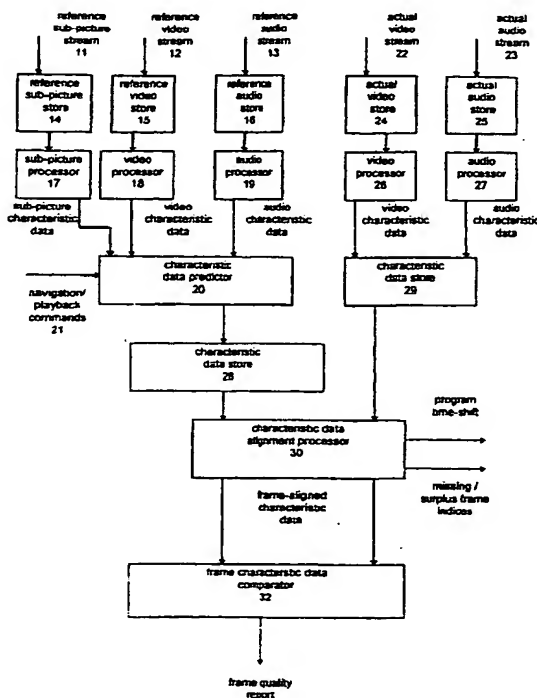 reference
sub-picture
stream
11
reference
video
stream
12
reference
audio
stream
13
actual
video
stream
22
actual
audio
stream
23
reference
sub-picture
store
14
reference
video store
15
reference
audio
store
16
actual
video
store
24
actual audio
store
25
sub-picture
processor
17
video
processor
18
audio
processor
19
video
processor
26
audio
processor
27
sub-picture
characteristic
data
video
characteristic
data
audio
characteristic
data
video
characteristic
data
audio
characteristic
data
characteristic
data predictor
20
characteristic
data store
29
navigation/
playback
commands
21
characteristic
data store
28
characteristic data
alignment processor
30
program
time-shift
missing /
surplus frame
indices
frame-aligned
characteristic
data
frame characteristic data
comparator
32
frame quality
report